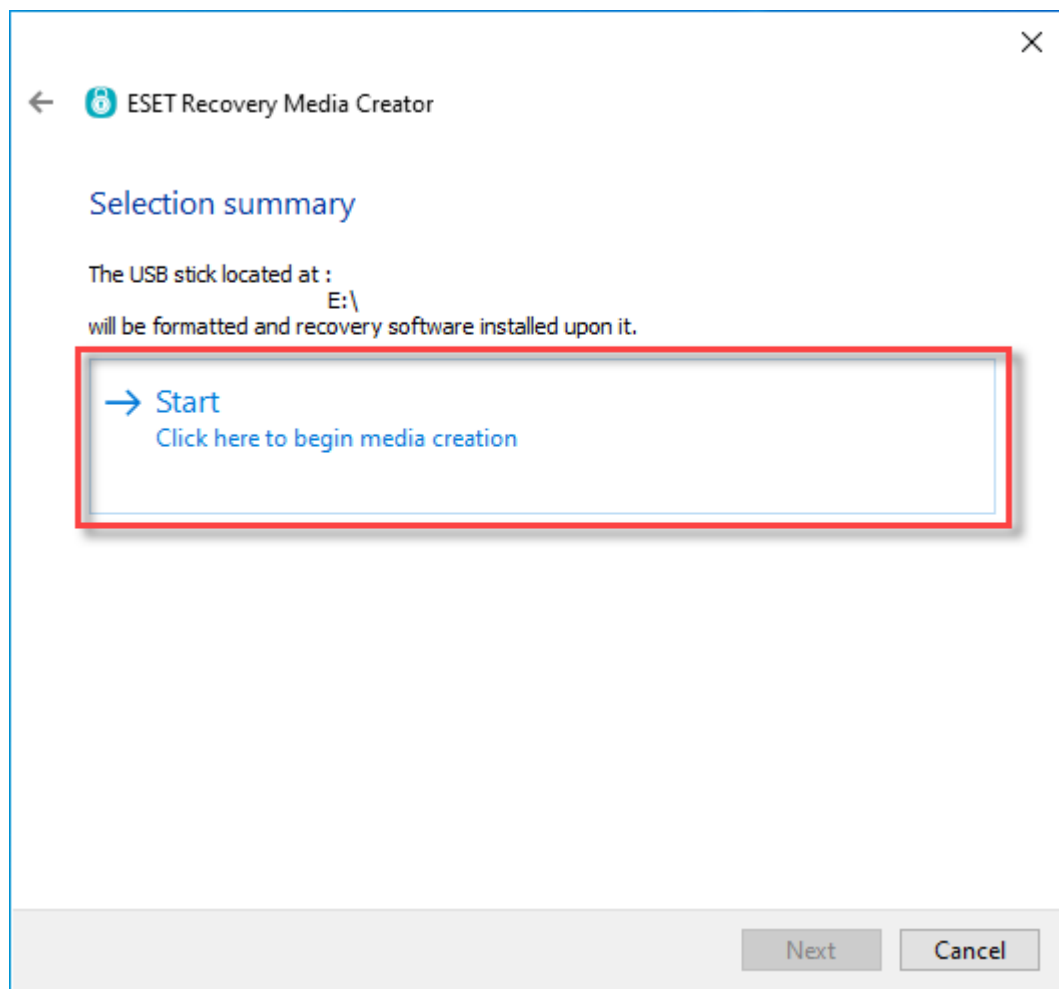 ESET Recovery Media Creator
Selection summary
The USB stick located at :
E:\
will be formatted and recovery software installed upon it.
Start
Click here to begin media creation
Next
Cancel